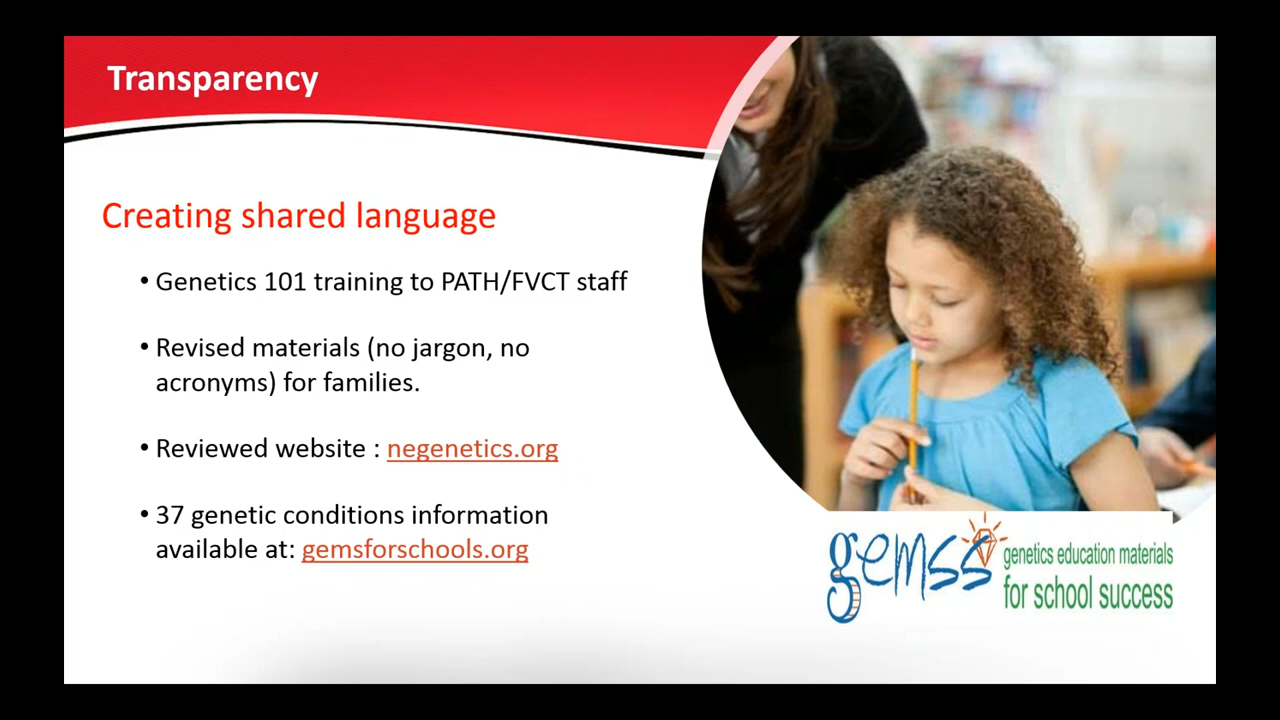 Transparency
Creating shared language
• Genetics 101 training to PATH/FVCT staff
• Revised materials (no jargon, no
acronyms) for families.
• Reviewed website : negenetics.org
• 37 genetic conditions information
available at: gemsforschools.org
gemss
genetics education materials
for school success